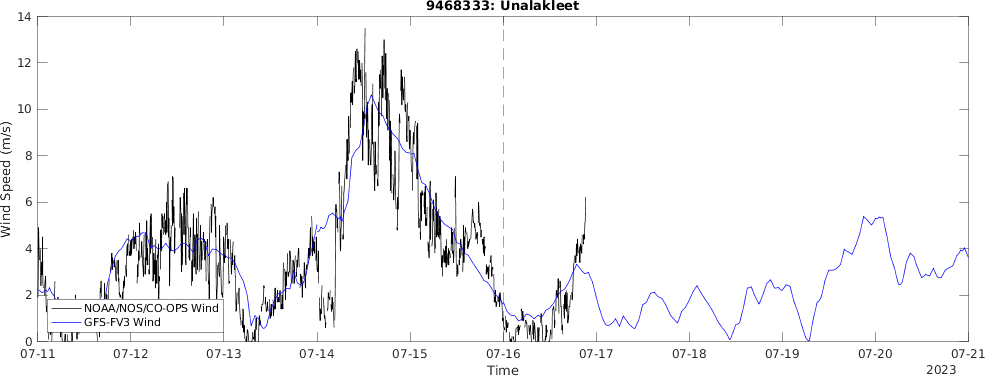 9468333: Unalakleet
14
12
10
8
6
4
2
0
Wind Speed (m/s)
NOAA/NOS/CO-OPS Wind
GFS-FV3 Wind
07-11 07-12 07-13 07-14 07-15 07-16 07-17 07-18 07-19 07-20 07-21
Time
2023